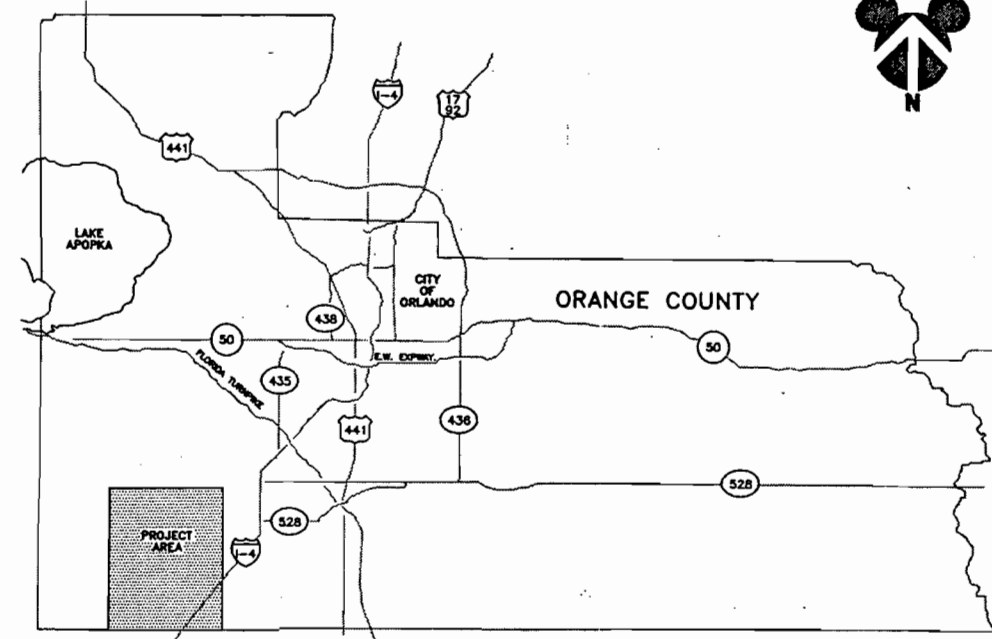 N
I-4
17
92
441
LAKE
APOPKA
CITY
OF
ORLANDO
ORANGE COUNTY
438
50
50
E.W. EXPWAY.
FLORIDA TURNPIKE
435
441
436
528
528
PROJECT
AREA
I-4